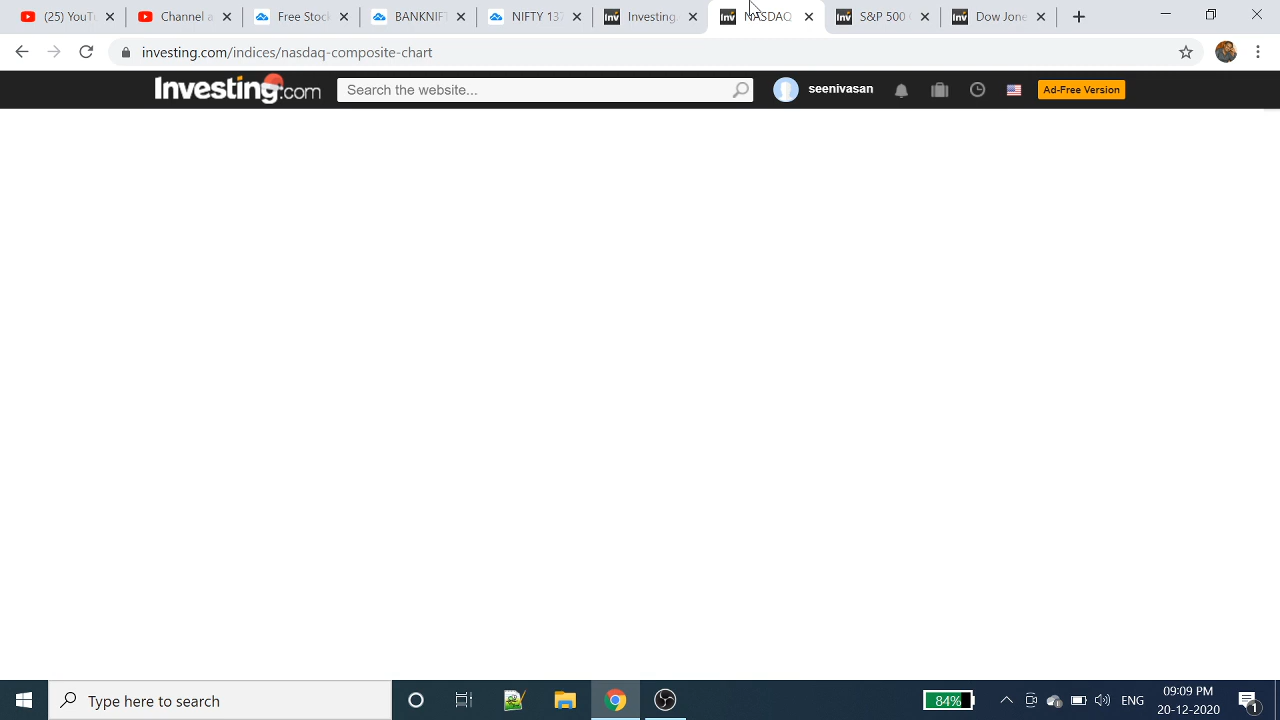 (25) YouT
Channel a
Free Stock
BANKNIFT
NIFTY 137
Investing
NASDAQ
S&P 500 (
Dow Jone
investing.com/indices/nasdaq-composite-chart
Investing.com
Search the website...
seenivasan
Ad-Free Version
Type here to search
84%
ENG
09:09 PM
20-12-2020
1